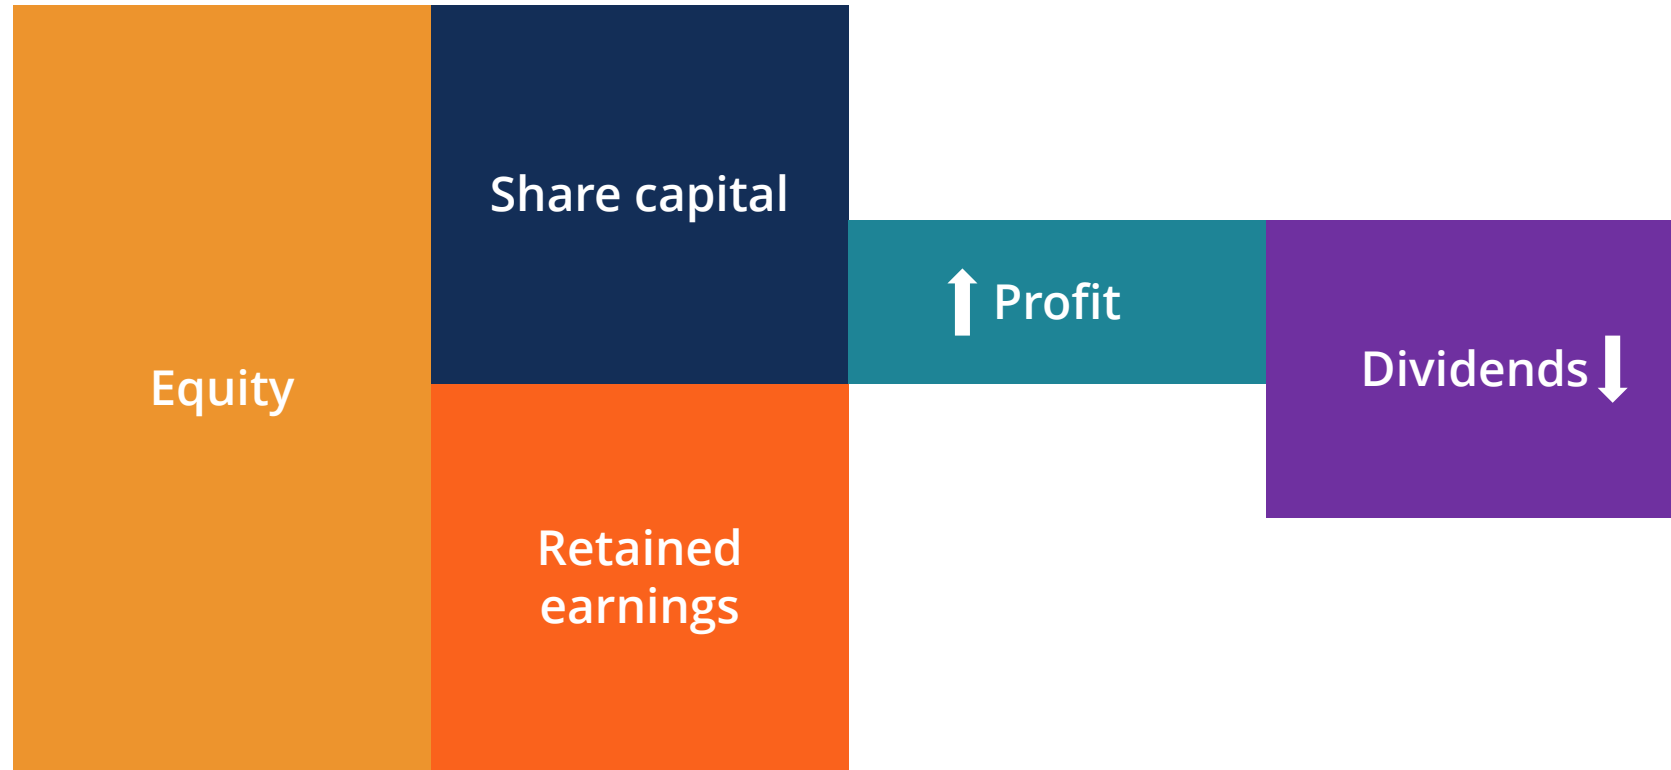 Equity
Share capital
Retained
earnings
Profit
Dividends